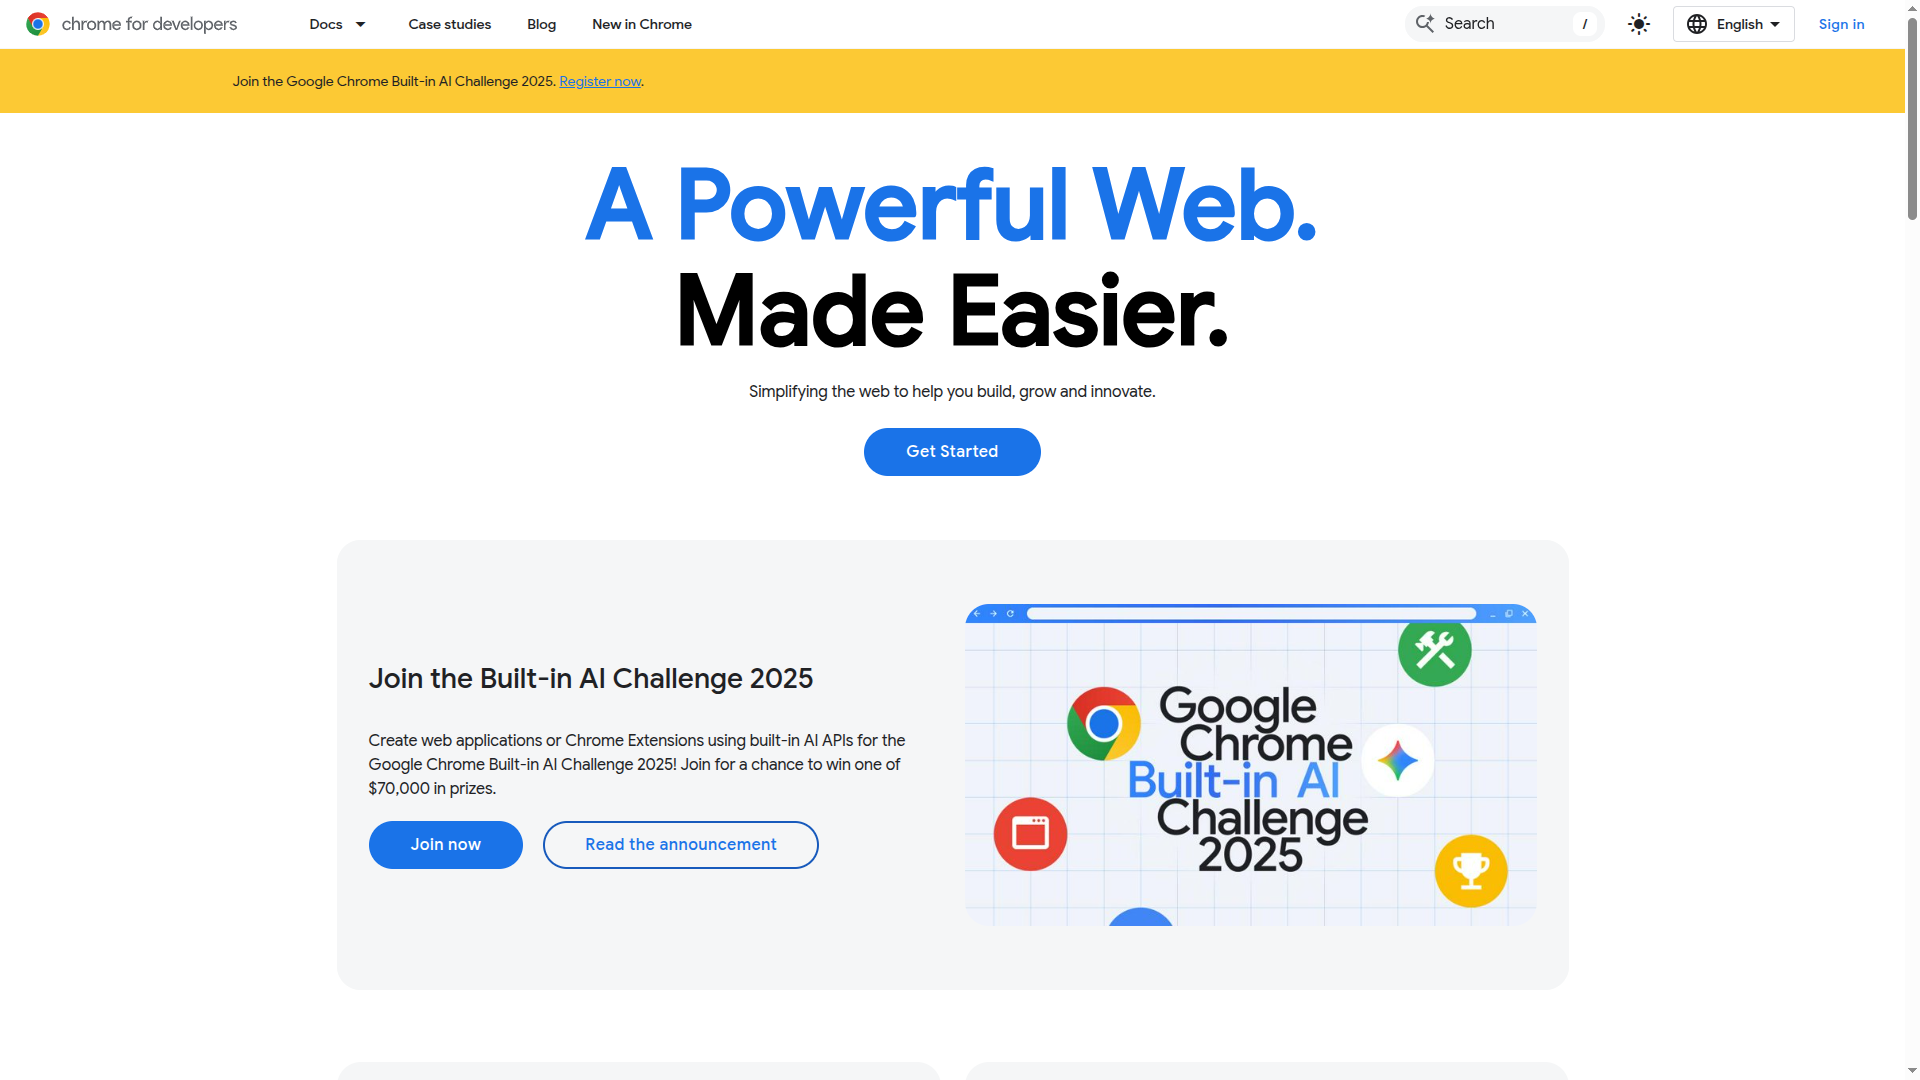 chrome for developers
Docs
Case studies
Blog
New in Chrome
Search
/
English
Sign in
Join the Google Chrome Built-in AI Challenge 2025. Register now.
A Powerful Web.
Made Easier.
Simplifying the web to help you build, grow and innovate.
Get Started
Join the Built-in AI Challenge 2025
Create web applications or Chrome Extensions using built-in AI APIs for the
Google Chrome Built-in AI Challenge 2025! Join for a chance to win one of
$70,000 in prizes.
Join now
Read the announcement
Google
Chrome
Built-in AI
Challenge
2025